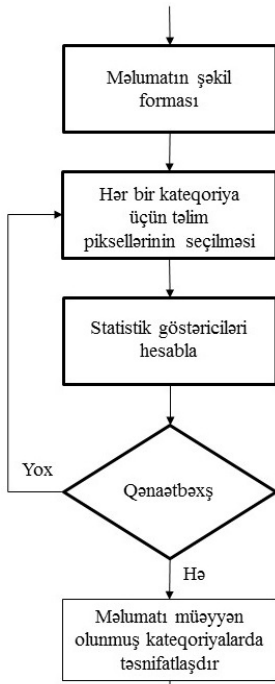 Məlumatın şəkil
forması
Hər bir kateqoriya
üçün təlim
piksellərinin seçilməsi
Statistik göstəriciləri
hesabla
Qənaətbəxş
Yox
Hə
Məlumatı müəyyən
olunmuş kateqoriyalarda
təsnifatlaşdır